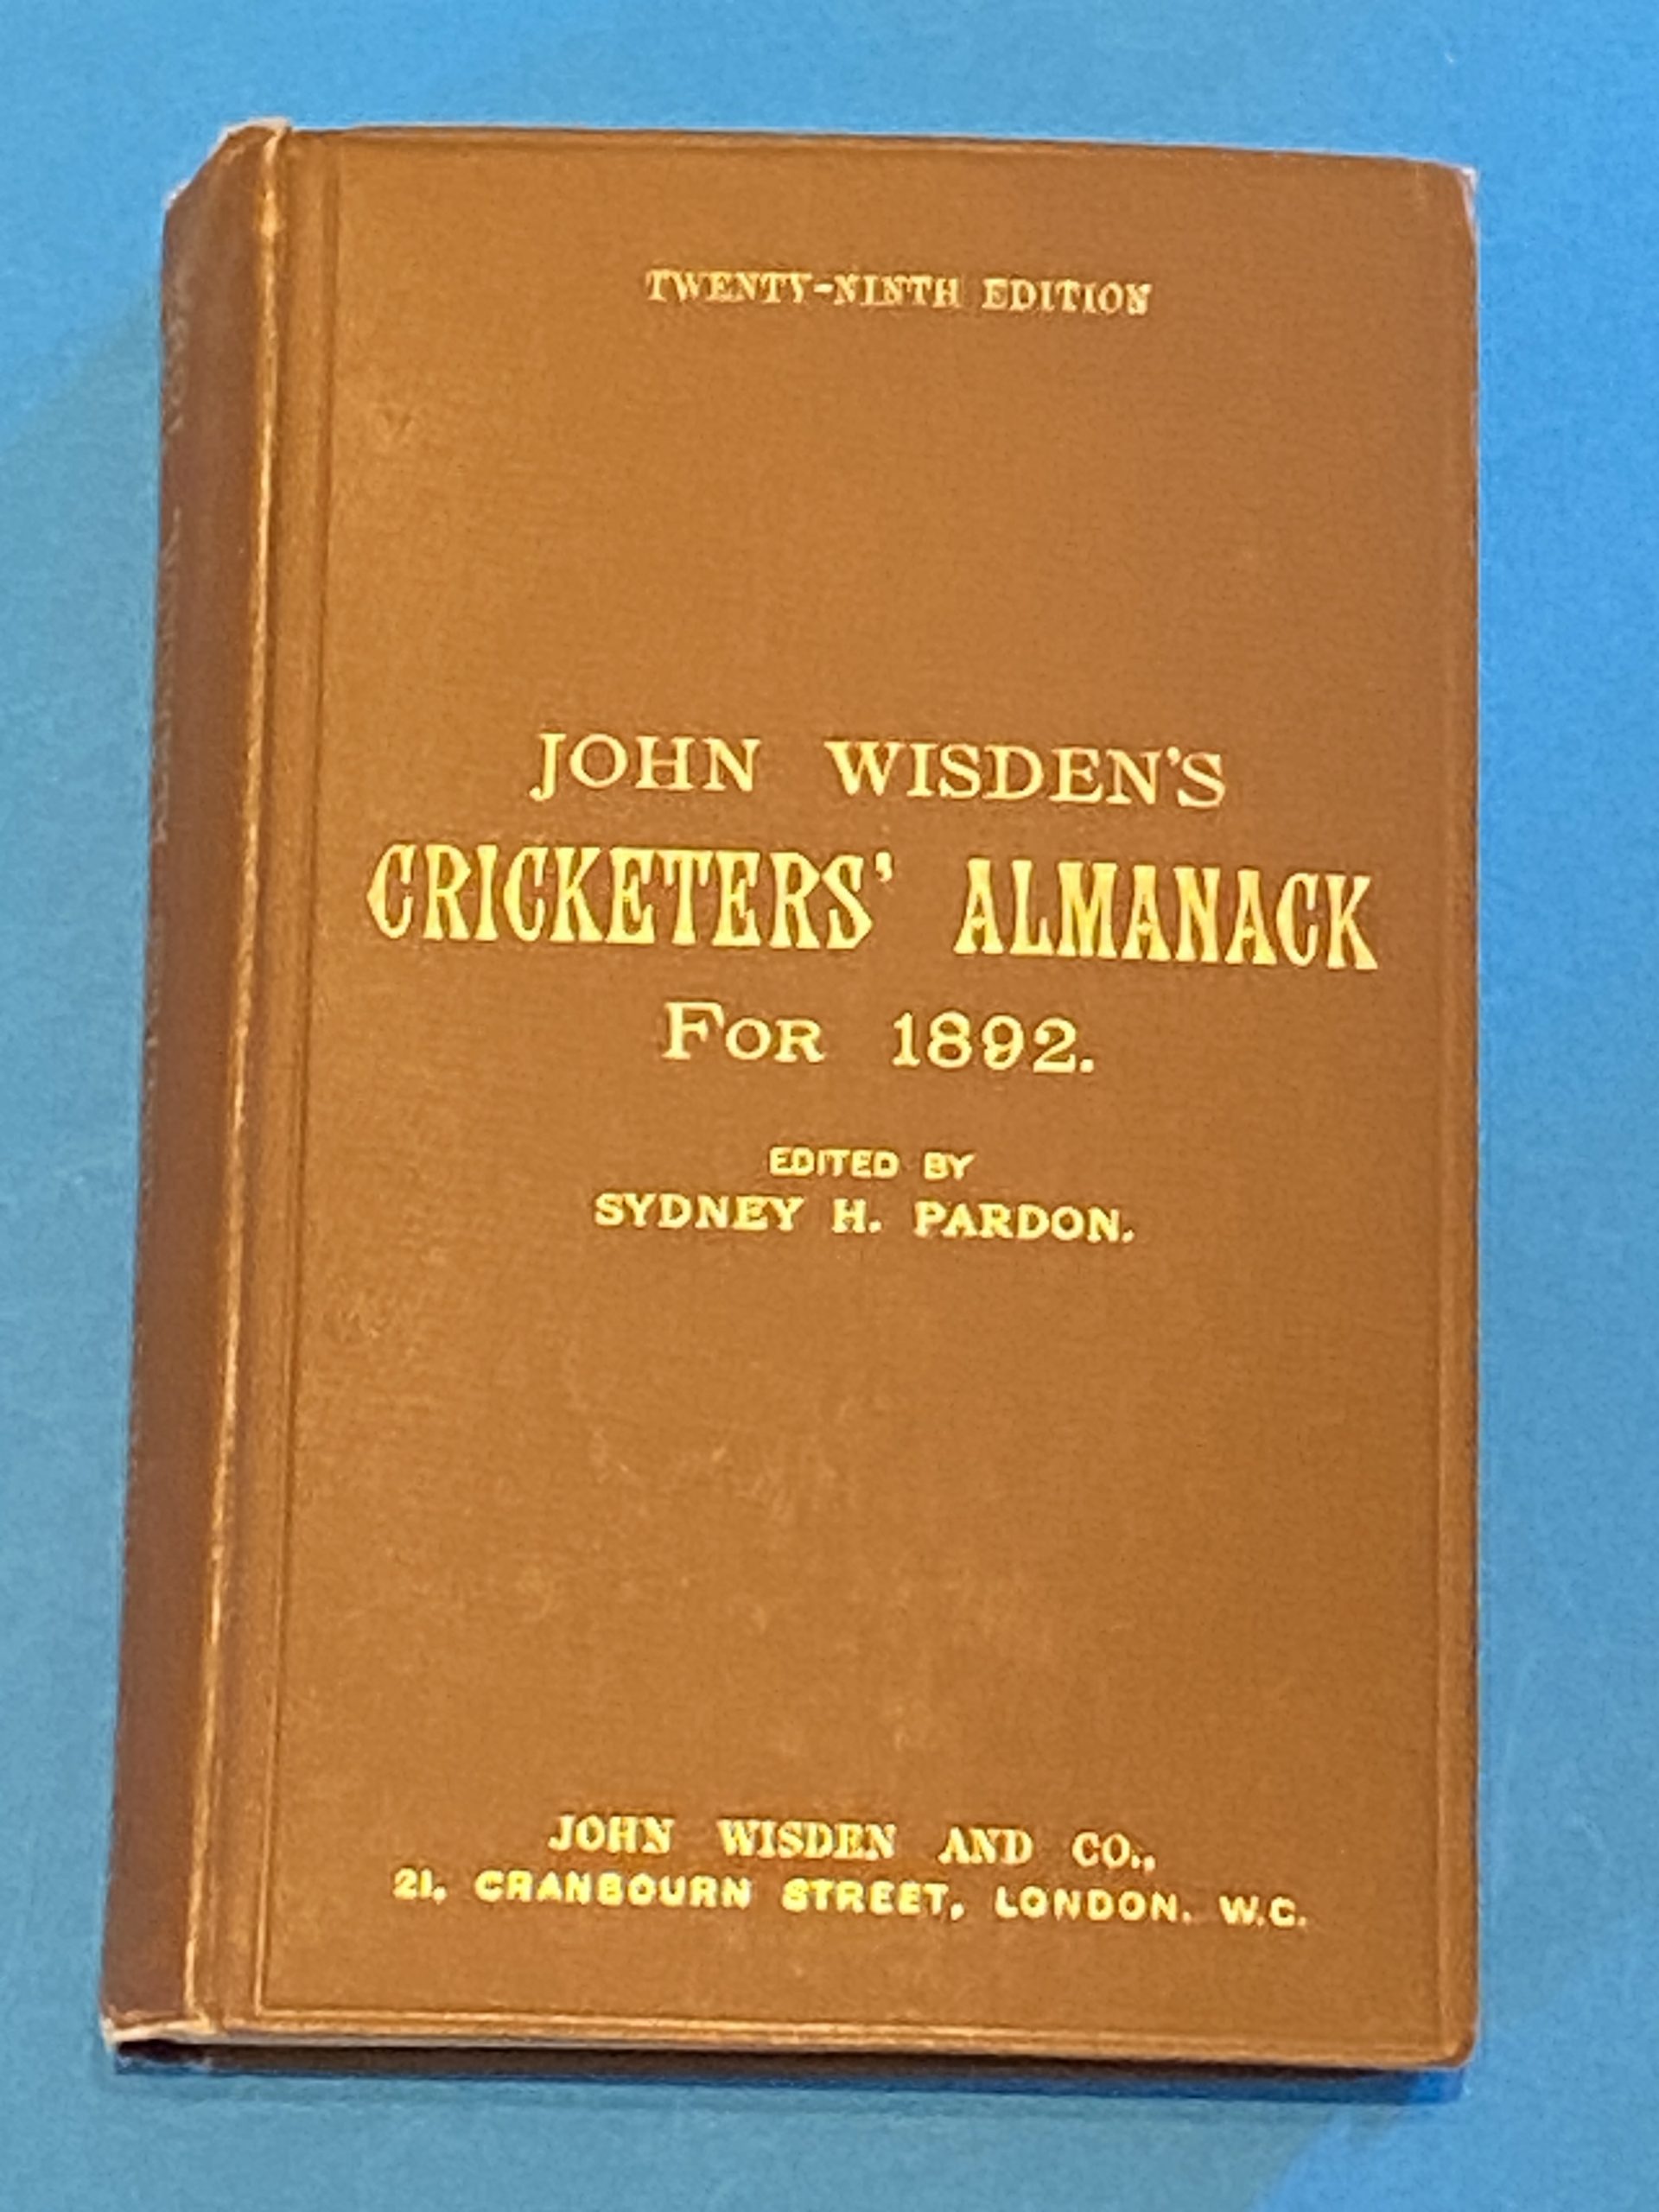 TWENTY-NINTH EDITION
JOHN WISDEN'S
CRICKETERS' ALMANACK
FOR 1892.
EDITED BY
SYDNEY H. PARDON.
JOHN WISDEN AND CO.,
21, CRANBOURN STREET, LONDON. W.C.